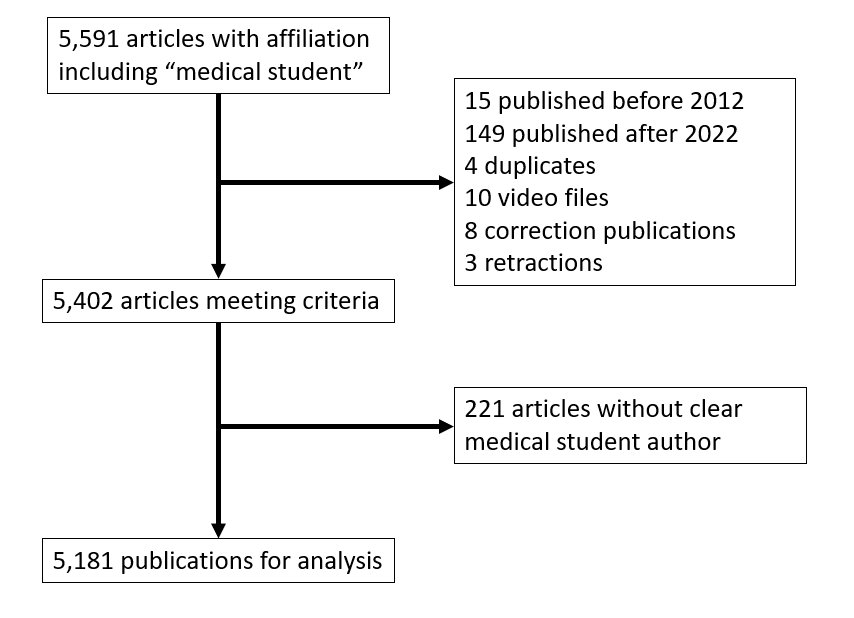 5,591 articles with affiliation
including “medical student”
15 published before 2012
149 published after 2022
4 duplicates
10 video files
8 correction publications
3 retractions
5,402 articles meeting criteria
221 articles without clear
medical student author
5,181 publications for analysis